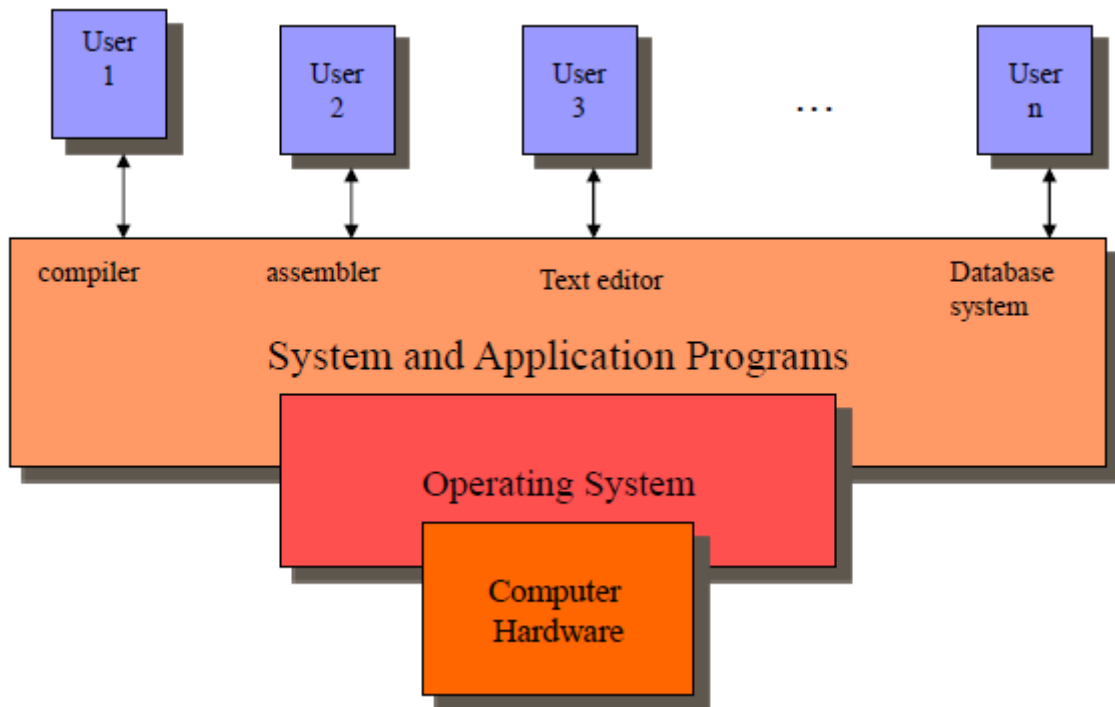 User
1
User
2
User
3
...
User
n
compiler
assembler
Text editor
Database
system
System and Application Programs
Operating System
Computer
Hardware